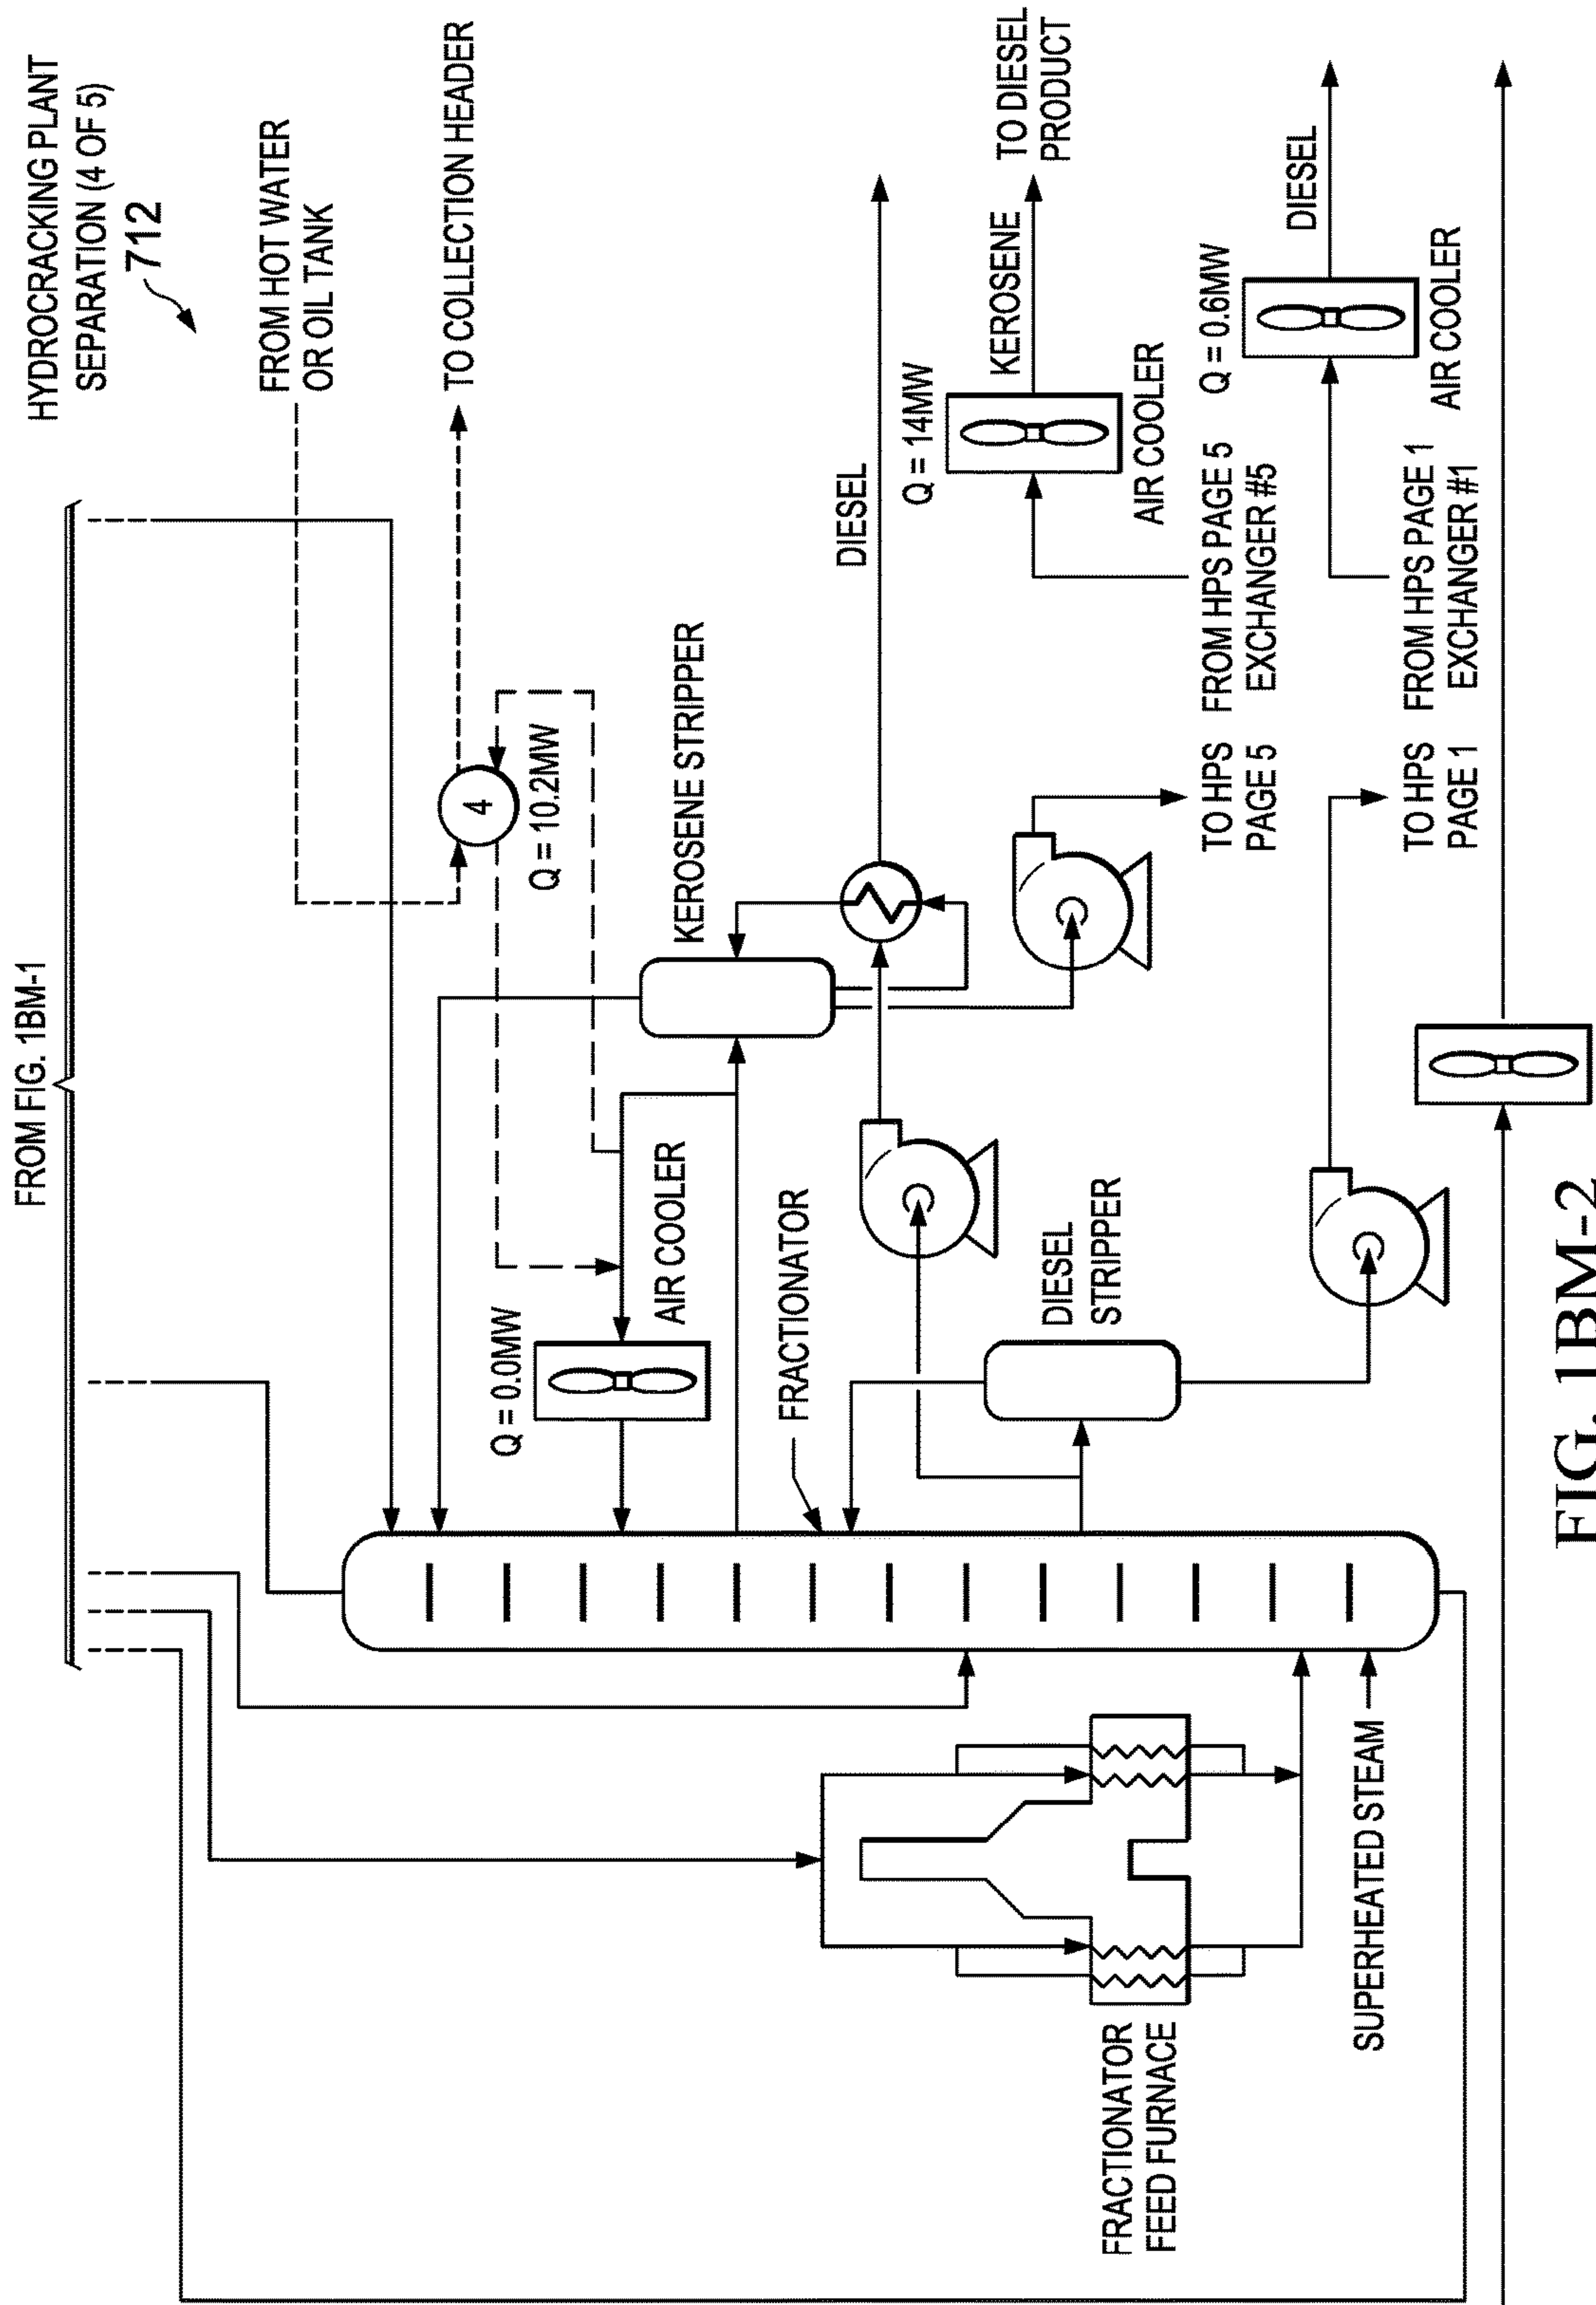 FROM FIG. 1BM-1
HYDROCRACKING PLANT
SEPARATION (4 OF 5)
712
FROM HOT WATER
OR OIL TANK
TO COLLECTION HEADER
4
Q = 10.2MW
KEROSENE STRIPPER
Q = 0.0MW
AIR COOLER
FRACTIONATOR
DIESEL
Q = 14MW
KEROSENE
TO DIESEL
PRODUCT
AIR COOLER
DIESEL
STRIPPER
TO HPS
PAGE 5
FROM HPS PAGE 5
EXCHANGER #5
Q = 0.6MW
DIESEL
AIR COOLER
FRACTIONATOR
FEED FURNACE
SUPERHEATED STEAM
TO HPS
PAGE 1
FROM HPS PAGE 1
EXCHANGER #1
FIG. 1BM-2